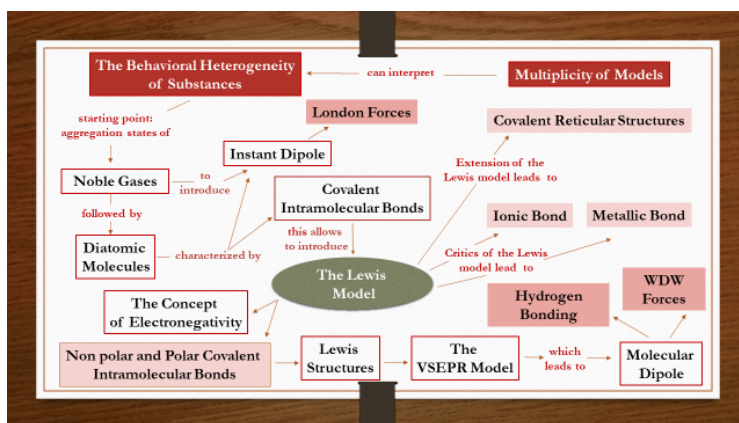 The Behavioral Heterogeneity
of Substances
can interpret
Multiplicity of Models
starting point:
aggregation states of
London Forces
Covalent Reticular Structures
Instant Dipole
Noble Gases
to
introduce
Extension of the
Lewis model leads to
Covalent
Intramolecular Bonds
followed by
Ionic Bond
Metallic Bond
Diatomic
Molecules
characterized by
this allows
to introduce
Critics of the Lewis
model lead to
The Lewis
Model
The Concept
of Electronegativity
Hydrogen
Bonding
WDW
Forces
Non polar and Polar Covalent
Intramolecular Bonds
Lewis
Structures
The
VSEPR Model
which
leads to
Molecular
Dipole